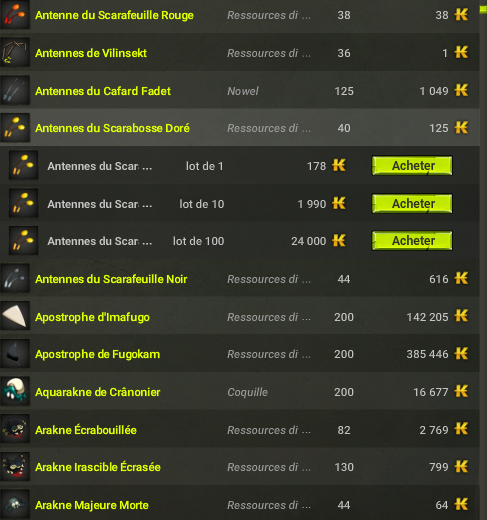 Antenne du Scarafeuille Rouge Ressources di ... 38 38
Antennes de Vilinsekt Ressources di ... 36 1
Antennes du Cafard Fadet Nowel 125 1 049
Antennes du Scarabosse Doré Ressources di ... 40 125
Antennes du Scar ... lot de 1 178 Acheter
Antennes du Scar ... lot de 10 1 990 Acheter
Antennes du Scar ... lot de 100 24 000 Acheter
Antennes du Scarafeuille Noir Ressources di ... 44 616
Apostrophe d'Imafugo Ressources di ... 200 142 205
Apostrophe de Fugokam Ressources di ... 200 385 446
Aquarakne de Crânonier Coquille 200 16 677
Arakne Écrabouillée Ressources di ... 82 2 769
Arakne Irascible Écrasée Ressources di ... 130 799
Arakne Majeure Morte Ressources di ... 44 64